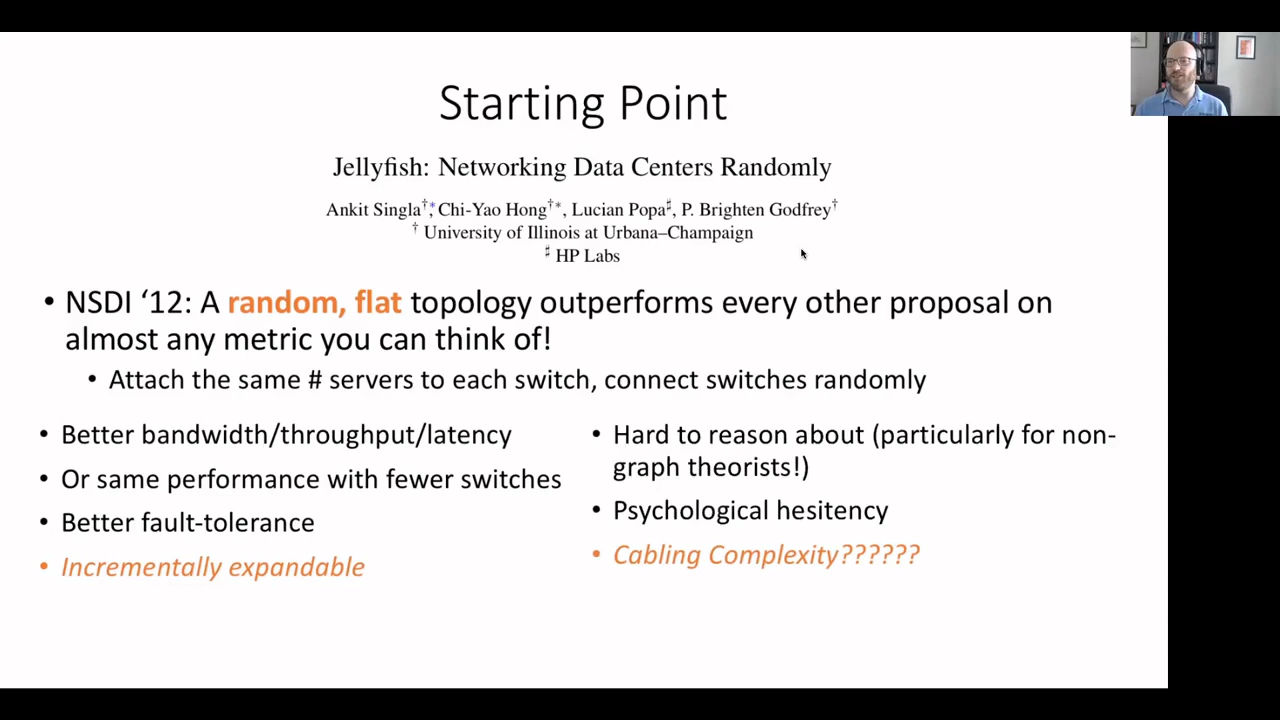 Starting Point
Jellyfish: Networking Data Centers Randomly
Ankit Singla†,* Chi-Yao Hong†*, Lucian Popa♯, P. Brighten Godfrey†
† University of Illinois at Urbana–Champaign
♯ HP Labs
• NSDI ‘12: A random, flat topology outperforms every other proposal on
almost any metric you can think of!
• Attach the same # servers to each switch, connect switches randomly
• Better bandwidth/throughput/latency
• Or same performance with fewer switches
• Better fault-tolerance
• Incrementally expandable
• Hard to reason about (particularly for non-
graph theorists!)
• Psychological hesitency
• Cabling Complexity??????